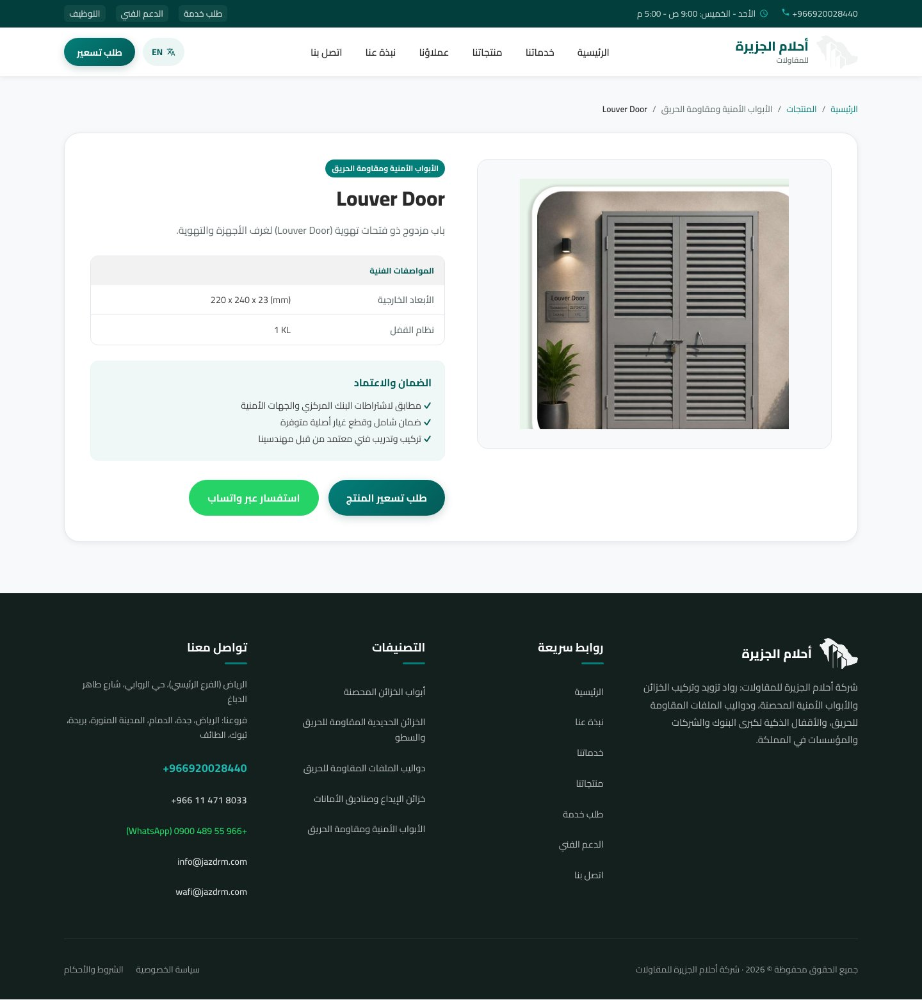 +966920028440
الأحد - الخميس: 9:00 ص - 5:00 م
طلب خدمة
الدعم الفني
التوظيف
أحلام الجزيرة
للمقاولات
الرئيسية
خدماتنا
منتجاتنا
عملاؤنا
نبذة عنا
اتصل بنا
EN
طلب تسعير
الرئيسية / المنتجات / الأبواب الأمنية ومقاومة الحريق / Louver Door
Louver Door
الأبواب الأمنية ومقاومة الحريق
Louver Door
باب مزدوج ذو فتحات تهوية (Louver Door) لغرف الأجهزة والتهوية.
المواصفات الفنية
الأبعاد الخارجية
220 x 240 x 23 (mm)
نظام القفل
1 KL
الضمان والاعتماد
مطابق لاشتراطات البنك المركزي والجهات الأمنية
ضمان شامل وقطع غيار أصلية متوفرة
تركيب وتدريب فني معتمد من قبل مهندسينا
طلب تسعير المنتج
استفسار عبر واتساب
أحلام الجزيرة
شركة أحلام الجزيرة للمقاولات: رواد تزويد وتركيب الخزائن
والأبواب الأمنية المحصنة، ودواليب الملفات المقاومة
للحريق، والأقفال الذكية لكبرى البنوك والشركات
والمؤسسات في المملكة.
روابط سريعة
الرئيسية
نبذة عنا
خدماتنا
منتجاتنا
طلب خدمة
الدعم الفني
اتصل بنا
التصنيفات
أبواب الخزائن المحصنة
الخزائن الحديدية المقاومة للحريق
والسطو
دواليب الملفات المقاومة للحريق
خزائن الإيداع وصناديق الأمانات
الأبواب الأمنية ومقاومة الحريق
تواصل معنا
الرياض (الفرع الرئيسي)، حي الروابي، شارع طاهر
الدباغ
فروعنا: الرياض، جدة، الدمام، المدينة المنورة، بريدة،
تبوك، الطائف
+966920028440
+966 11 471 8033
+966 55 489 0900 (WhatsApp)
info@jazdrm.com
wafi@jazdrm.com
جميع الحقوق محفوظة © 2026 · شركة أحلام الجزيرة للمقاولات
سياسة الخصوصية
الشروط والأحكام